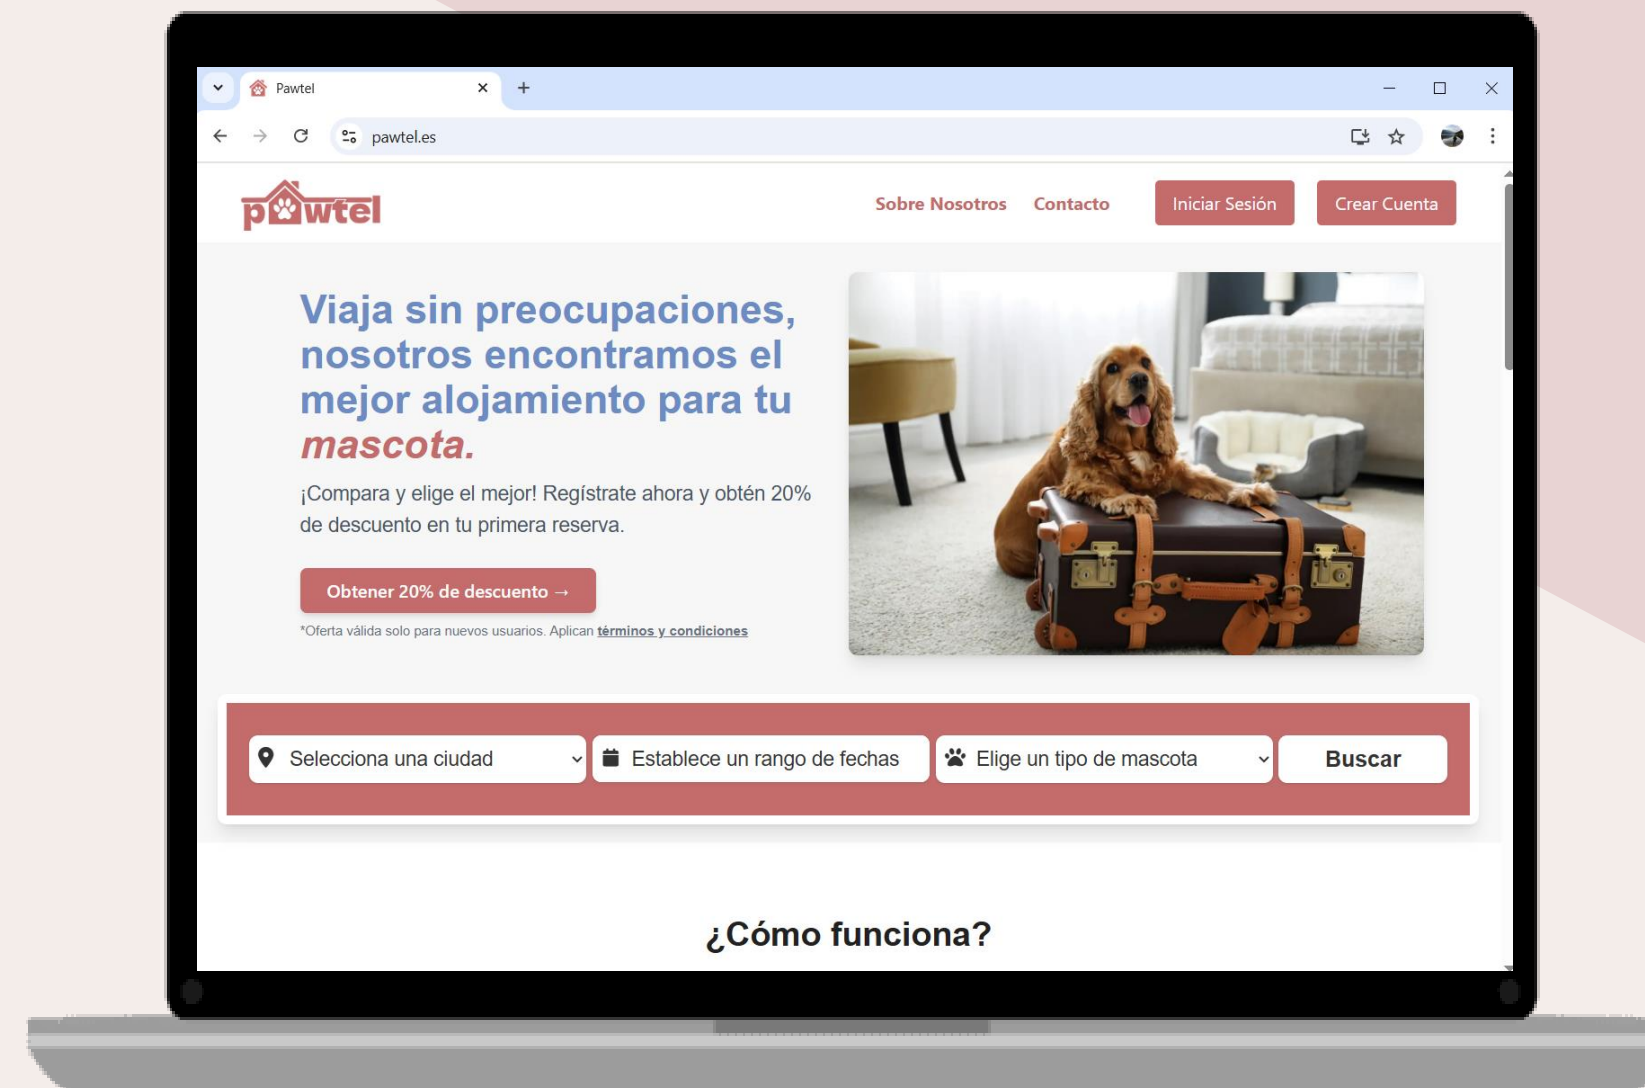 Pawtel
pawtel.es
pawtel
Sobre Nosotros
Contacto
Iniciar Sesión
Crear Cuenta
Viaja sin preocupaciones,
nosotros encontramos el
mejor alojamiento para tu
mascota.
¡Compara y elige el mejor! Regístrate ahora y obtén 20%
de descuento en tu primera reserva.
Obtener 20% de descuento →
*Oferta válida solo para nuevos usuarios. Aplican términos y condiciones
Selecciona una ciudad
Establece un rango de fechas
Elige un tipo de mascota
Buscar
¿Cómo funciona?